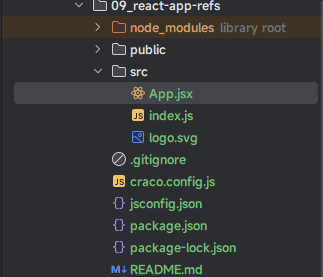 09_react-app-refs
node_modules library root
public
src
App.jsx
JS index.js
logo.svg
.gitignore
JS craco.config.js
{} jsconfig.json
{} package.json
{} package-lock.json
M↓ README.md